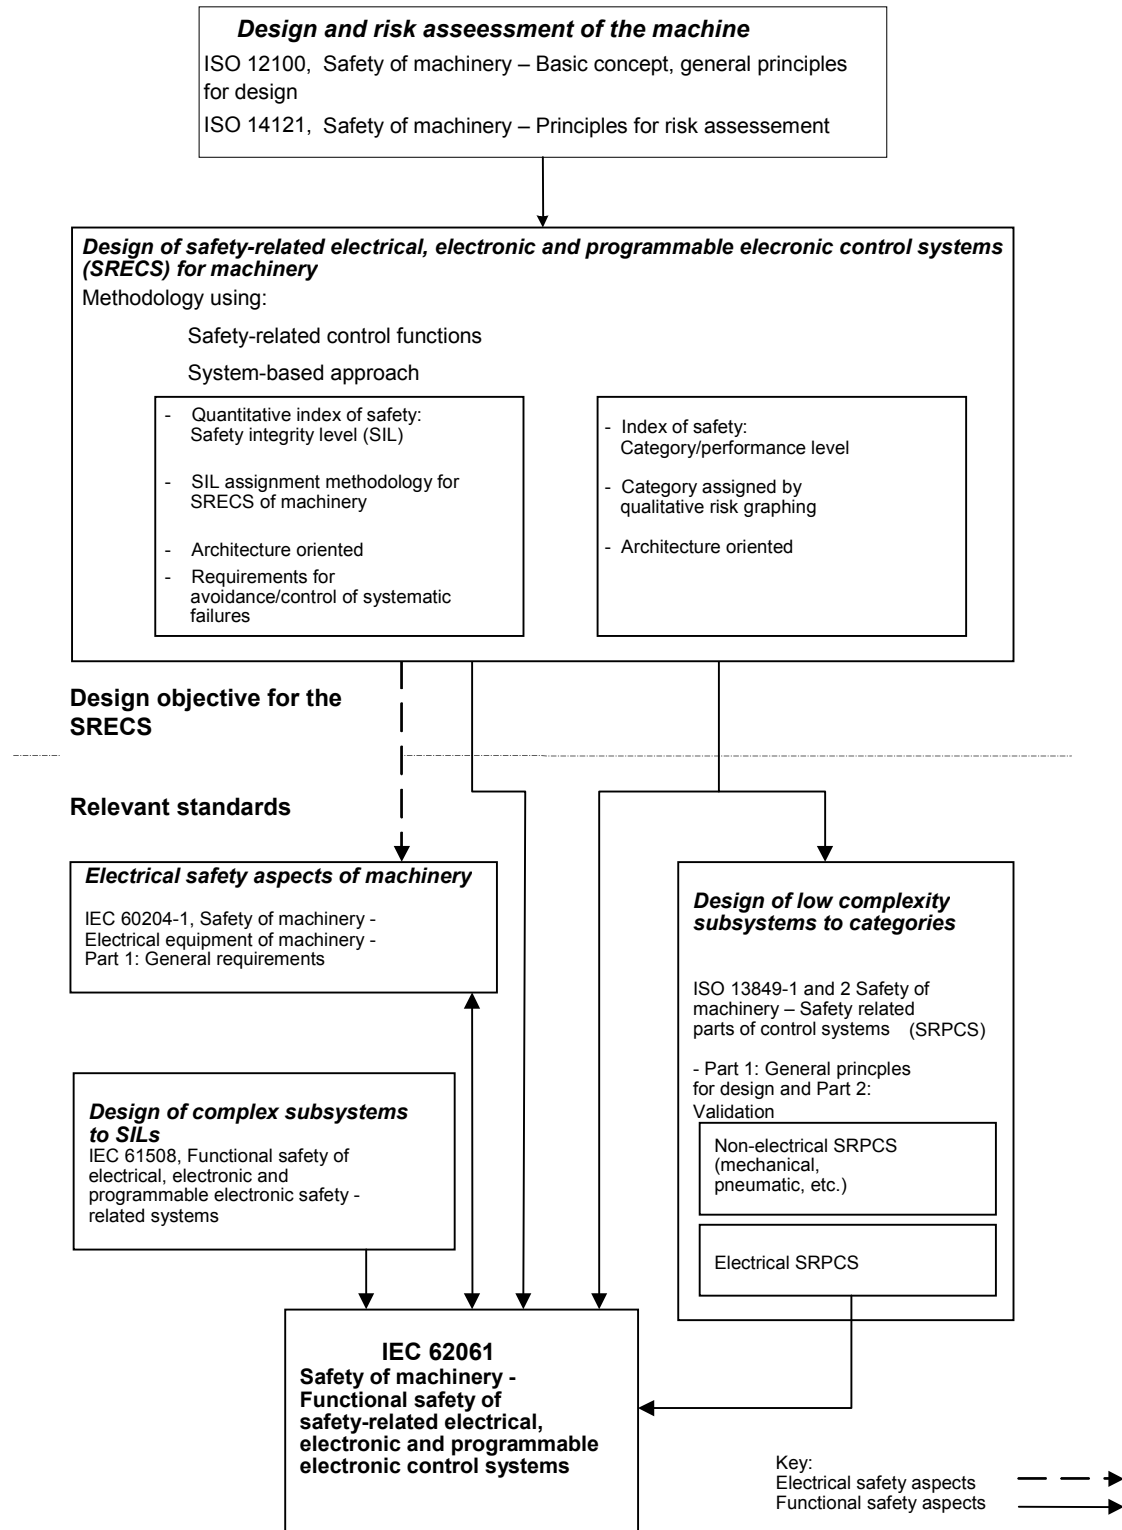 Design and risk asseessment of the machine
ISO 12100, Safety of machinery – Basic concept, general principles
for design
ISO 14121, Safety of machinery – Principles for risk assessement
Design of safety-related electrical, electronic and programmable elecronic control systems
(SRECS) for machinery
Methodology using:
Safety-related control functions
System-based approach
- Quantitative index of safety:
Safety integrity level (SIL)
- SIL assignment methodology for
SRECS of machinery
- Architecture oriented
- Requirements for
avoidance/control of systematic
failures
- Index of safety:
Category/performance level
- Category assigned by
qualitative risk graphing
- Architecture oriented
Design objective for the
SRECS
Relevant standards
Electrical safety aspects of machinery
IEC 60204-1, Safety of machinery -
Electrical equipment of machinery -
Part 1: General requirements
Design of low complexity
subsystems to categories
ISO 13849-1 and 2 Safety of
machinery – Safety related
parts of control systems (SRPCS)
- Part 1: General princples
for design and Part 2:
Validation
Non-electrical SRPCS
(mechanical,
pneumatic, etc.)
Electrical SRPCS
Design of complex subsystems
to SILs
IEC 61508, Functional safety of
electrical, electronic and
programmable electronic safety -
related systems
IEC 62061
Safety of machinery -
Functional safety of
safety-related electrical,
electronic and programmable
electronic control systems
Key:
Electrical safety aspects
Functional safety aspects